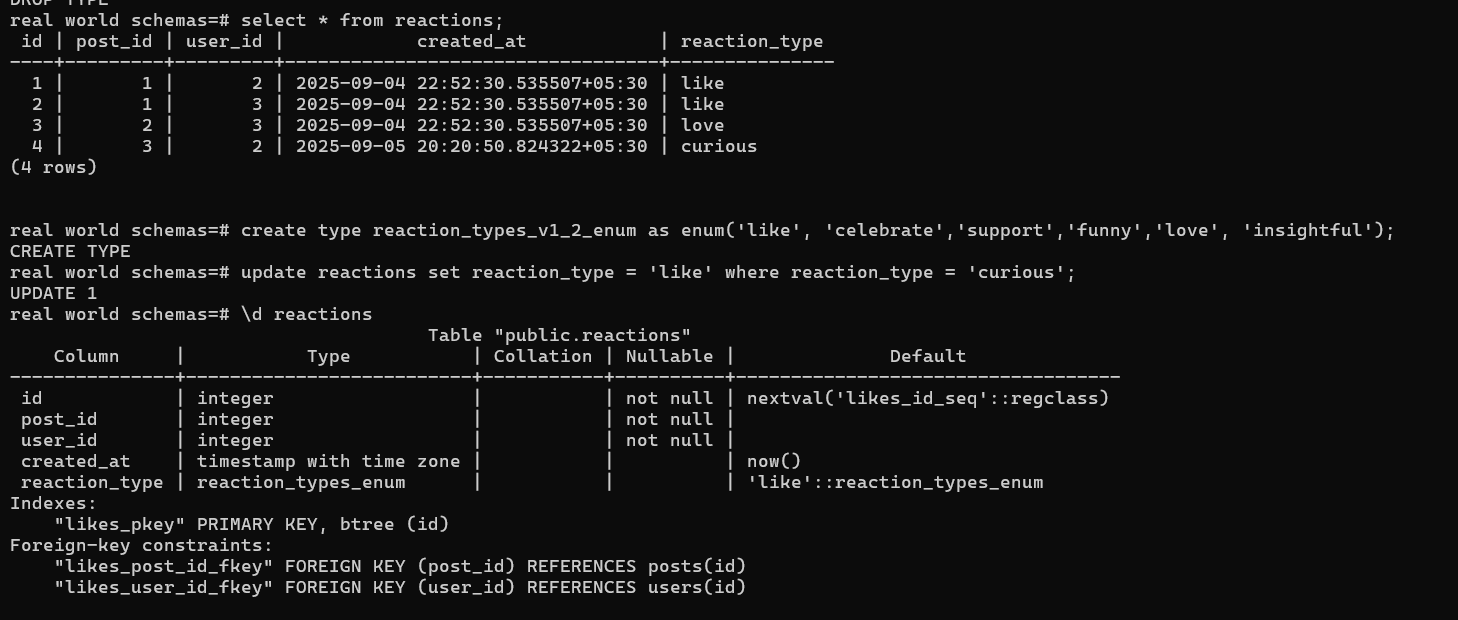 DROP TYPE
real world schemas=# select * from reactions;
 id | post_id | user_id |            created_at            | reaction_type
----+---------+---------+----------------------------------+---------------
  1 |       1 |       2 | 2025-09-04 22:52:30.535507+05:30 | like
  2 |       1 |       3 | 2025-09-04 22:52:30.535507+05:30 | like
  3 |       2 |       3 | 2025-09-04 22:52:30.535507+05:30 | love
  4 |       3 |       2 | 2025-09-05 20:20:50.824322+05:30 | curious
(4 rows)
real world schemas=# create type reaction_types_v1_2_enum as enum('like', 'celebrate','support','funny','love', 'insightful');
CREATE TYPE
real world schemas=# update reactions set reaction_type = 'like' where reaction_type = 'curious';
UPDATE 1
real world schemas=# \d reactions
                                      Table "public.reactions"
    Column     |           Type           | Collation | Nullable |              Default
---------------+--------------------------+-----------+----------+-----------------------------------
 id            | integer                  |           | not null | nextval('likes_id_seq'::regclass)
 post_id       | integer                  |           | not null |
 user_id       | integer                  |           | not null |
 created_at    | timestamp with time zone |           |          | now()
 reaction_type | reaction_types_enum      |           |          | 'like'::reaction_types_enum
Indexes:
    "likes_pkey" PRIMARY KEY, btree (id)
Foreign-key constraints:
    "likes_post_id_fkey" FOREIGN KEY (post_id) REFERENCES posts(id)
    "likes_user_id_fkey" FOREIGN KEY (user_id) REFERENCES users(id)